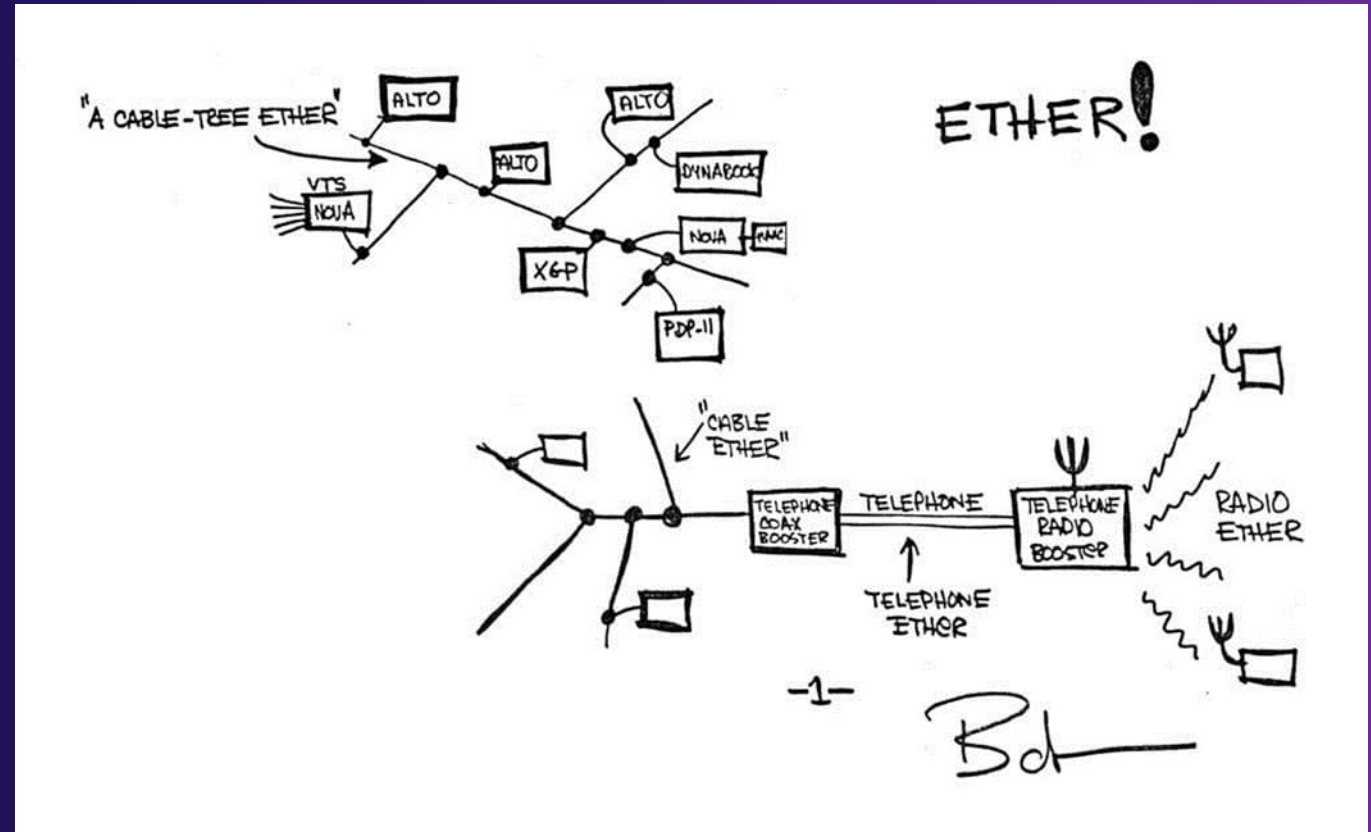 "A CABLE-TREE ETHER"
ALTO
ALTO
ALTO
DYNABOOK
VTS
NOVA
NOVA
XGP
PDP-11
ETHER!
"CABLE
ETHER"
TELEPHONE
COAX
BOOSTER
TELEPHONE
TELEPHONE
ETHER
TELEPHONE
RADIO
BOOSTER
RADIO
ETHER
-1-